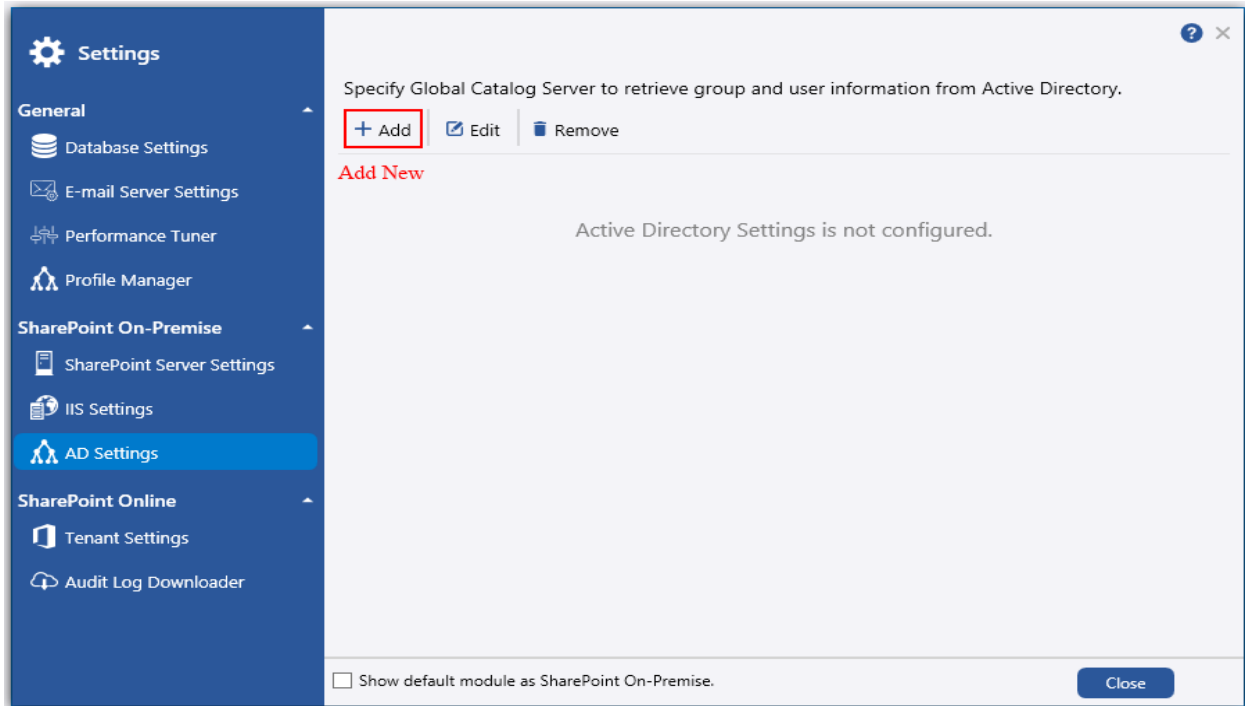 Settings
General
Database Settings
E-mail Server Settings
Performance Tuner
Profile Manager
SharePoint On-Premise
SharePoint Server Settings
IIS Settings
AD Settings
SharePoint Online
Tenant Settings
Audit Log Downloader
?
Specify Global Catalog Server to retrieve group and user information from Active Directory.
+ Add Edit Remove
Add New
Active Directory Settings is not configured.
Show default module as SharePoint On-Premise.
Close